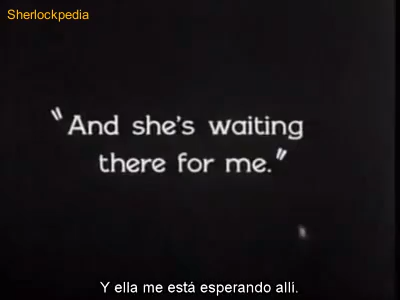 Sherlockpedia
"And she's waiting
there for me."
Y ella me está esperando allí.